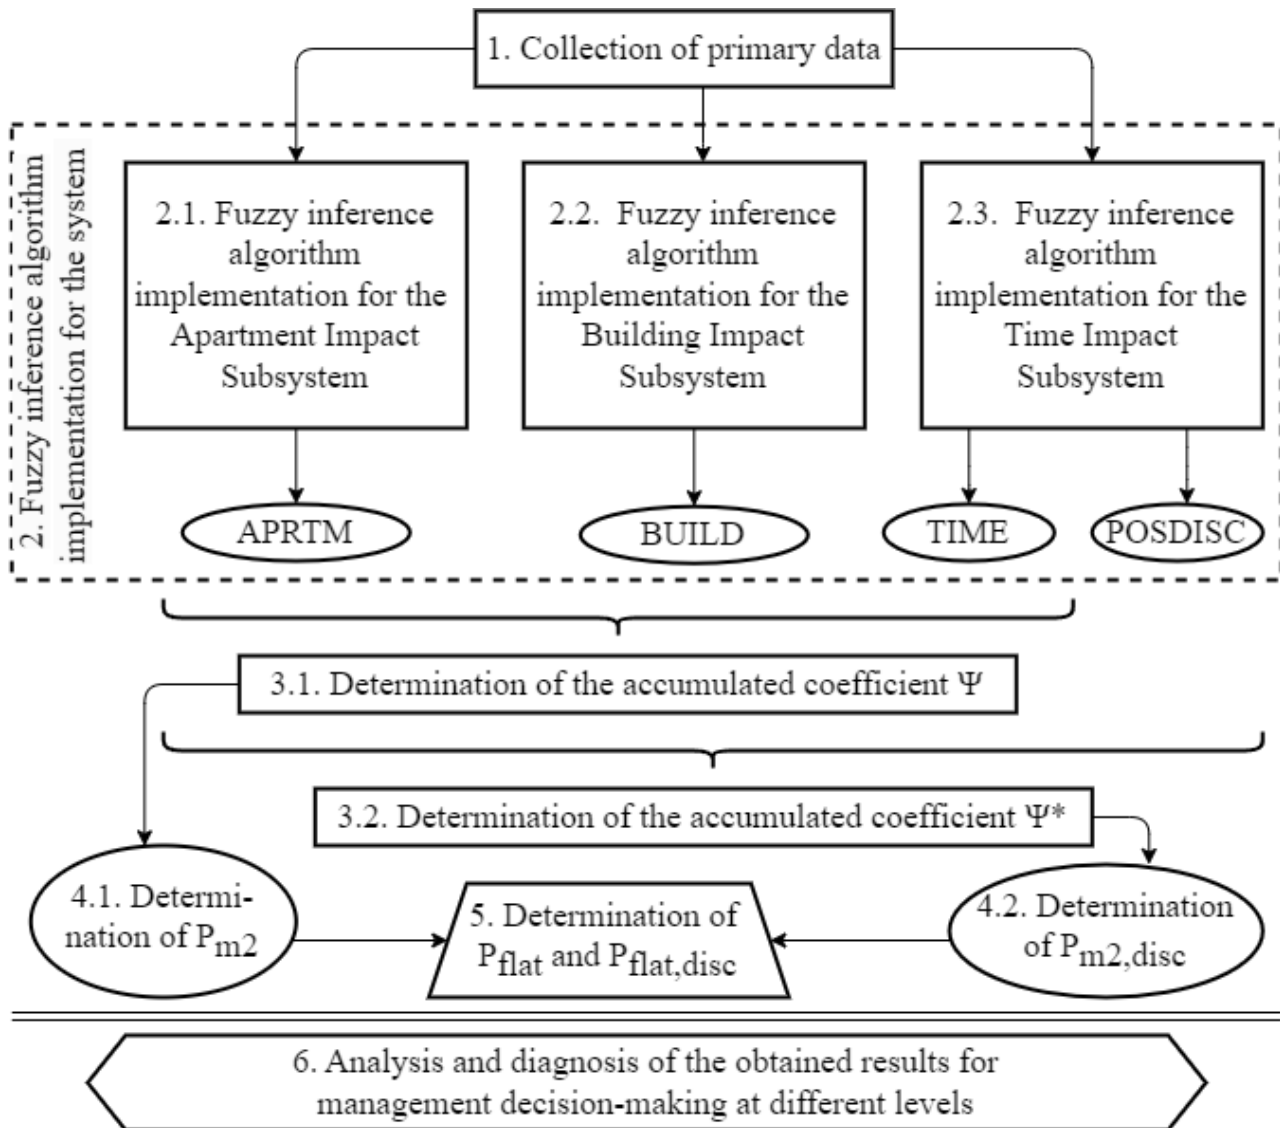 1. Collection of primary data
2. Fuzzy inference algorithm
implementation for the system
2.1. Fuzzy inference
algorithm
implementation for the
Apartment Impact
Subsystem
2.2. Fuzzy inference
algorithm
implementation for the
Building Impact
Subsystem
2.3. Fuzzy inference
algorithm
implementation for the
Time Impact
Subsystem
APRTM
BUILD
TIME
POSDISC
3.1. Determination of the accumulated coefficient Ψ
3.2. Determination of the accumulated coefficient Ψ*
4.1. Determi-
nation of Pm2
5. Determination of
Pflat and Pflat,disc
4.2. Determination
of Pm2,disc
6. Analysis and diagnosis of the obtained results for
management decision-making at different levels